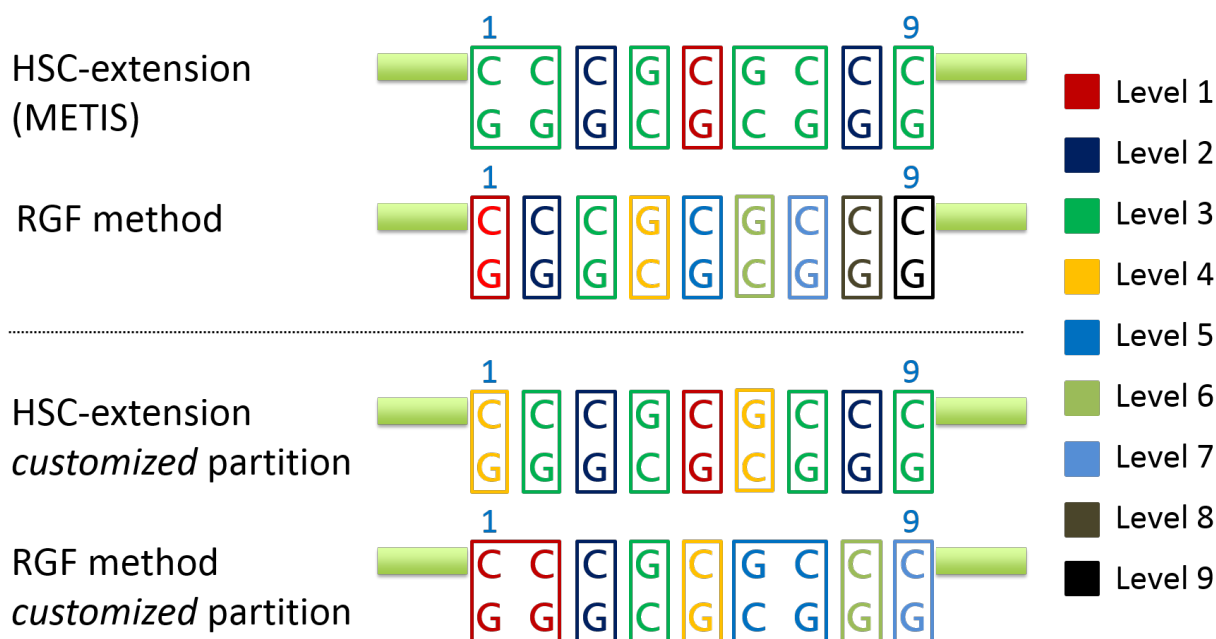 1 9
HSC-extension
(METIS)
C C C G C G C C C
G G G C G C G G G
1 9
RGF method
C C C G C G C C C
G G G C G C G G G
1 9
HSC-extension
customized partition
C C C G C G C C C
G G G C G C G G G
1 9
RGF method
customized partition
C C C G C G C C C
G G G C G C G G G
Level 1
Level 2
Level 3
Level 4
Level 5
Level 6
Level 7
Level 8
Level 9